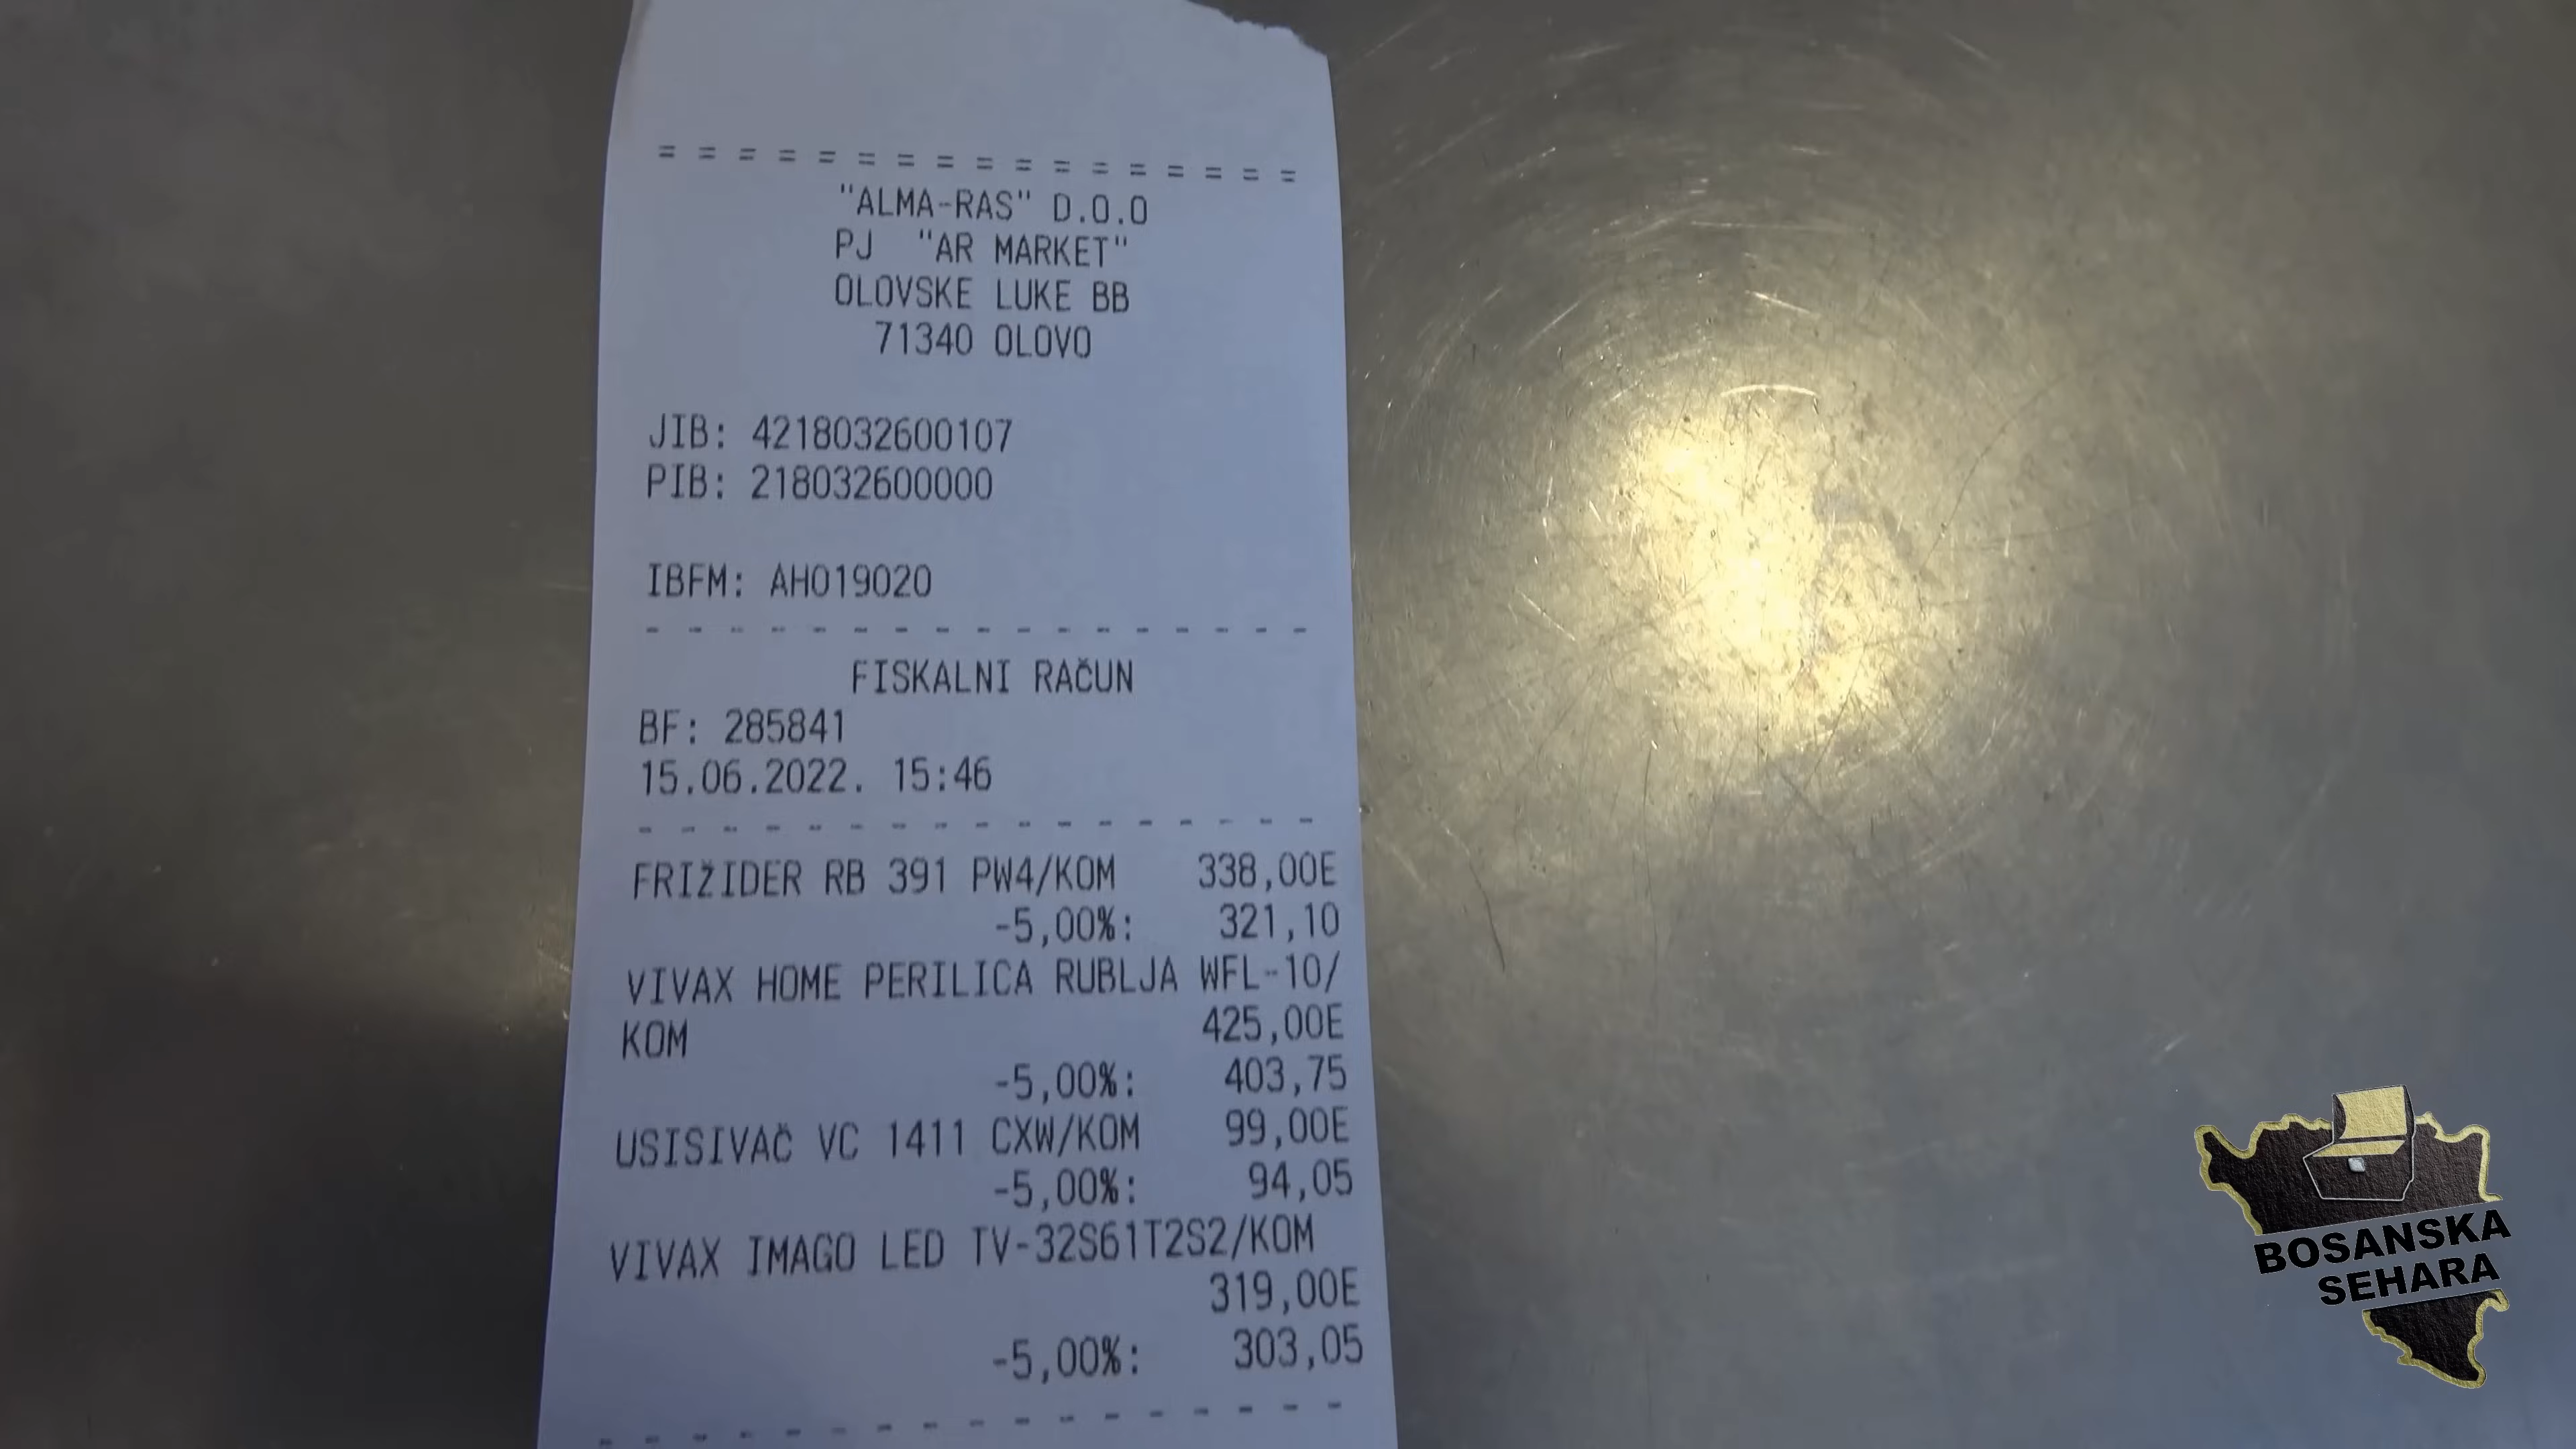 = = = = = = = = = = = = = = = = =
"ALMA-RAS" D.O.O
PJ "AR MARKET"
OLOVSKE LUKE BB
71340 OLOVO
JIB: 4218032600107
PIB: 218032600000
IBFM: AH019020
- - - - - - - - - - - - - - - - -
FISKALNI RAČUN
BF: 285841
15.06.2022. 15:46
- - - - - - - - - - - - - - - - -
FRIŽIDER RB 391 PW4/KOM 338,00E
-5,00%: 321,10
VIVAX HOME PERILICA RUBLJA WFL-10/
KOM 425,00E
-5,00%: 403,75
USISIVAČ VC 1411 CXW/KOM 99,00E
-5,00%: 94,05
VIVAX IMAGO LED TV-32S61T2S2/KOM
319,00E
-5,00%: 303,05
- - - - - - - - - - - - - - - - -
BOSANSKA
SEHARA